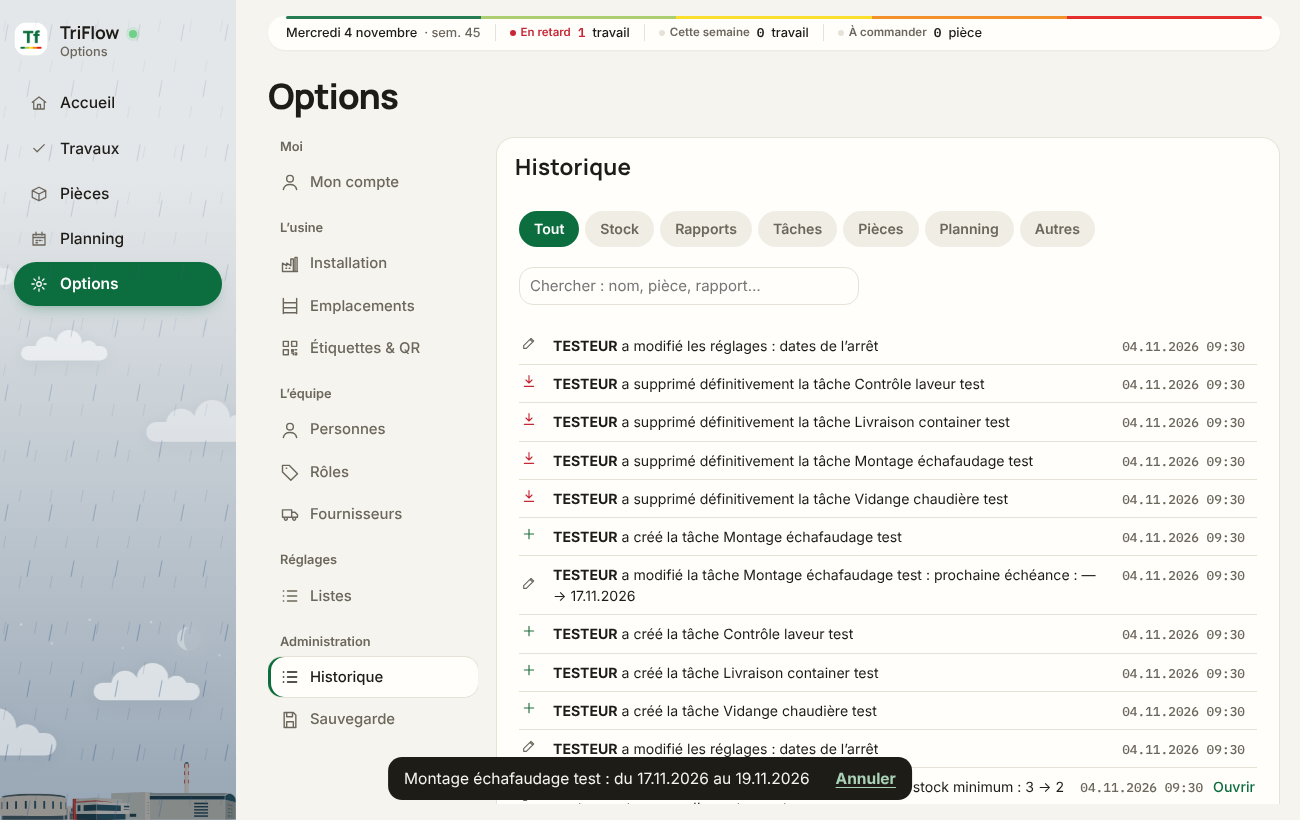 Tf
TriFlow
Options
Accueil
Travaux
Pièces
Planning
Options
Mercredi 4 novembre · sem. 45
En retard 1 travail
Cette semaine 0 travail
À commander 0 pièce
Options
Moi
Mon compte
L'usine
Installation
Emplacements
Étiquettes & QR
L'équipe
Personnes
Rôles
Fournisseurs
Réglages
Listes
Administration
Historique
Sauvegarde
Historique
Tout Stock Rapports Tâches Pièces Planning Autres
Chercher : nom, pièce, rapport…
TESTEUR a modifié les réglages : dates de l'arrêt 04.11.2026 09:30
TESTEUR a supprimé définitivement la tâche Contrôle laveur test 04.11.2026 09:30
TESTEUR a supprimé définitivement la tâche Livraison container test 04.11.2026 09:30
TESTEUR a supprimé définitivement la tâche Montage échafaudage test 04.11.2026 09:30
TESTEUR a supprimé définitivement la tâche Vidange chaudière test 04.11.2026 09:30
TESTEUR a créé la tâche Montage échafaudage test 04.11.2026 09:30
TESTEUR a modifié la tâche Montage échafaudage test : prochaine échéance : — 04.11.2026 09:30
→ 17.11.2026
TESTEUR a créé la tâche Contrôle laveur test 04.11.2026 09:30
TESTEUR a créé la tâche Livraison container test 04.11.2026 09:30
TESTEUR a créé la tâche Vidange chaudière test 04.11.2026 09:30
TESTEUR a modifié les réglages : dates de l'arrêt 04.11.2026 09:30
stock minimum : 3 → 2 04.11.2026 09:30 Ouvrir
Montage échafaudage test : du 17.11.2026 au 19.11.2026 Annuler